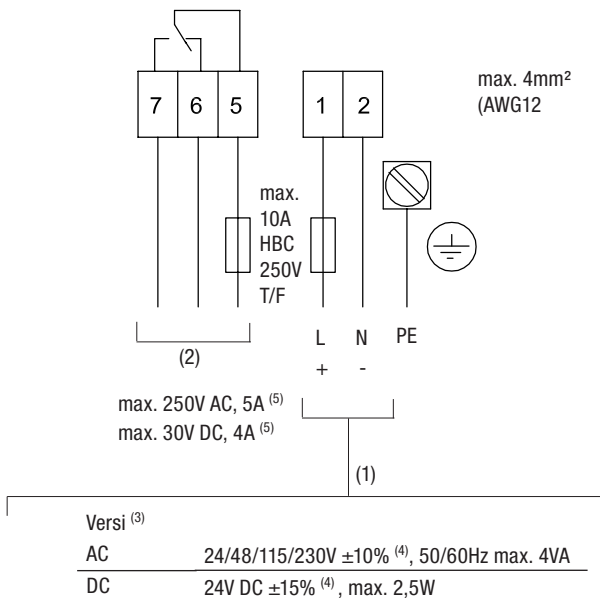 7 6 5 1 2
max. 4mm²
(AWG12
max.
10A
HBC
250V
T/F
L N PE
+ -
(2)
max. 250V AC, 5A (5)
max. 30V DC, 4A (5)
(1)
Versi (3)
AC 24/48/115/230V ±10% (4), 50/60Hz max. 4VA
DC 24V DC ±15% (4) , max. 2,5W